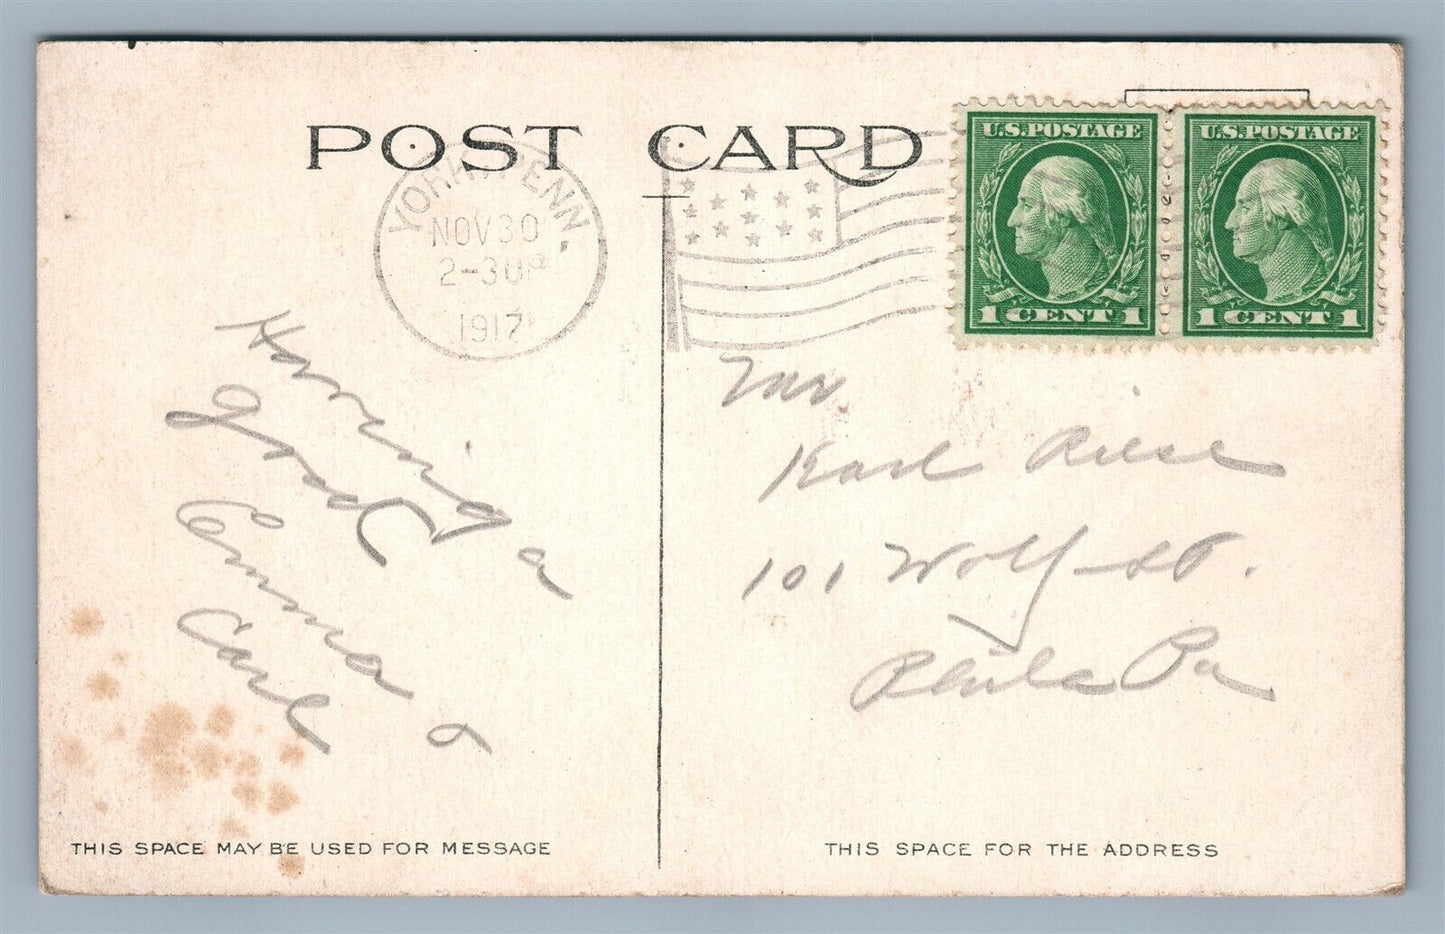 POST CARD
YORK, PENN.
NOV 30
2-30P
1917
U.S. POSTAGE
1 CENT 1
U.S. POSTAGE
1 CENT 1
Having a
good
Emma &
Carl
Mr
Karl Riese
101 Wolf St.
Phila Pa
THIS SPACE MAY BE USED FOR MESSAGE
THIS SPACE FOR THE ADDRESS